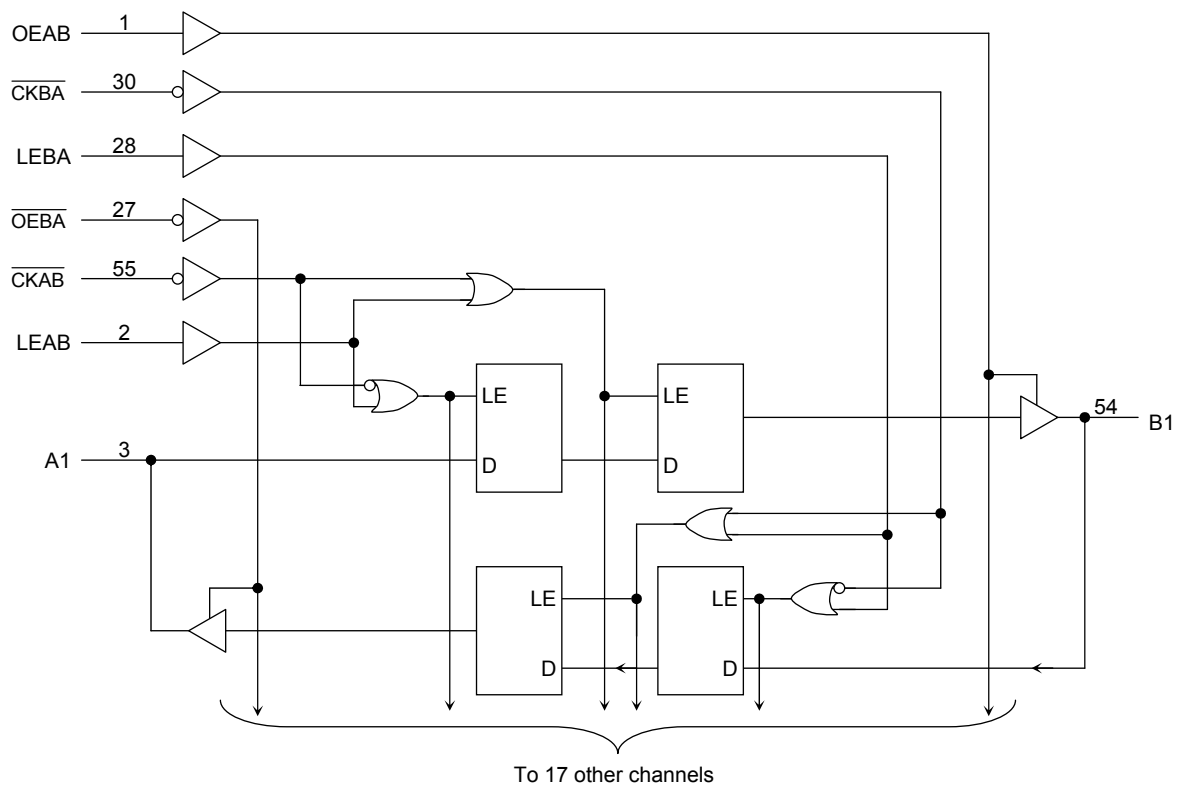 OEAB 1
CKBA 30
LEBA 28
OEBA 27
CKAB 55
LEAB 2
LE
LE
54
B1
A1 3
D
D
LE
LE
D
D
To 17 other channels